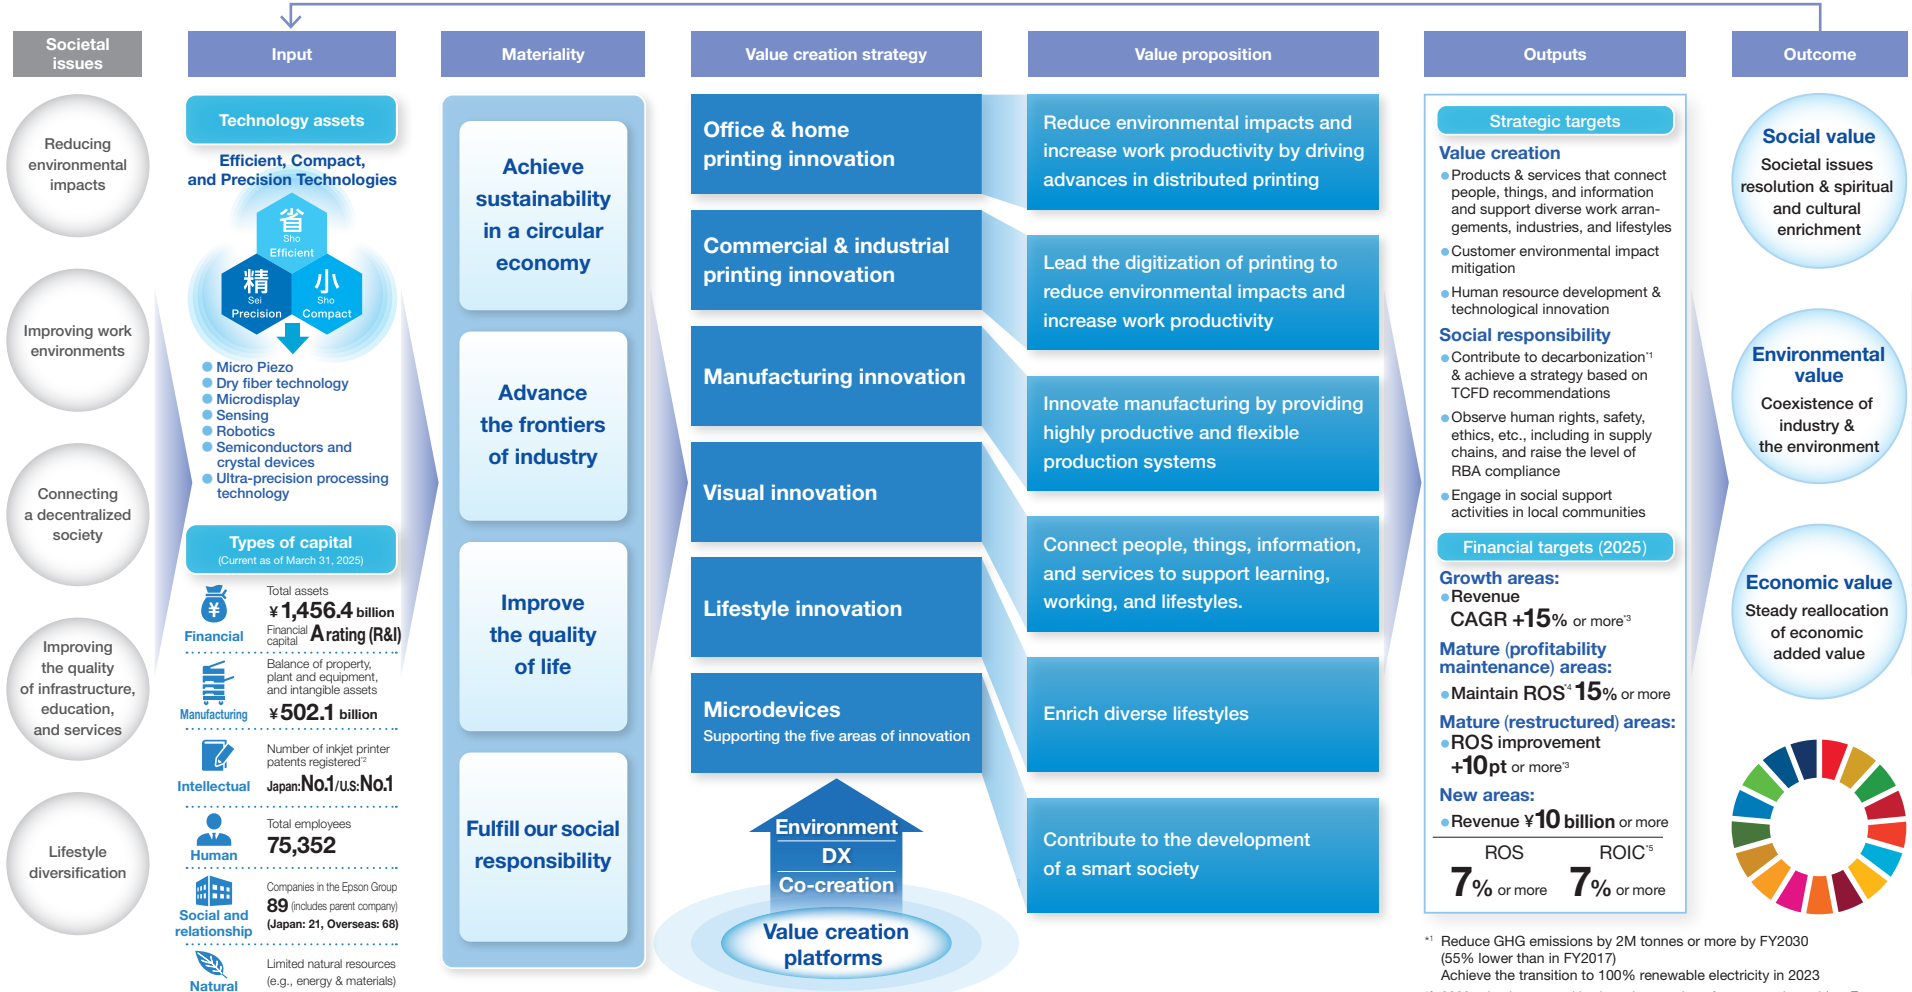 Societal
issues
Input
Materiality
Value creation strategy
Value proposition
Outputs
Outcome
Reducing
environmental
impacts
Improving work
environments
Connecting
a decentralized
society
Improving
the quality
of infrastructure,
education,
and services
Lifestyle
diversification
Technology assets
Efficient, Compact,
and Precision Technologies
省
Sho
Efficient
精
Sei
Precision
小
Sho
Compact
Micro Piezo
Dry fiber technology
Microdisplay
Sensing
Robotics
Semiconductors and
crystal devices
Ultra-precision processing
technology
Types of capital
(Current as of March 31, 2025)
¥
Financial
Total assets
¥1,456.4 billion
Financial
capital A rating (R&I)
Manufacturing
Balance of property,
plant and equipment,
and intangible assets
¥502.1 billion
Intellectual
Number of inkjet printer
patents registered*2
Japan:No.1/U.S:No.1
Human
Total employees
75,352
Social and
relationship
Companies in the Epson Group
89 (includes parent company)
(Japan: 21, Overseas: 68)
Natural
Limited natural resources
(e.g., energy & materials)
Achieve
sustainability
in a circular
economy
Advance
the frontiers
of industry
Improve
the quality
of life
Fulfill our social
responsibility
Office & home
printing innovation
Commercial & industrial
printing innovation
Manufacturing innovation
Visual innovation
Lifestyle innovation
Microdevices
Supporting the five areas of innovation
Environment
DX
Co-creation
Value creation
platforms
Reduce environmental impacts and
increase work productivity by driving
advances in distributed printing
Lead the digitization of printing to
reduce environmental impacts and
increase work productivity
Innovate manufacturing by providing
highly productive and flexible
production systems
Connect people, things, information,
and services to support learning,
working, and lifestyles.
Enrich diverse lifestyles
Contribute to the development
of a smart society
Strategic targets
Value creation
Products & services that connect
people, things, and information
and support diverse work arran-
gements, industries, and lifestyles
Customer environmental impact
mitigation
Human resource development &
technological innovation
Social responsibility
Contribute to decarbonization*1
& achieve a strategy based on
TCFD recommendations
Observe human rights, safety,
ethics, etc., including in supply
chains, and raise the level of
RBA compliance
Engage in social support
activities in local communities
Financial targets (2025)
Growth areas:
Revenue
CAGR +15% or more*3
Mature (profitability
maintenance) areas:
Maintain ROS*4 15% or more
Mature (restructured) areas:
ROS improvement
+10pt or more*3
New areas:
Revenue ¥10 billion or more
ROS
7% or more
ROIC*5
7% or more
Social value
Societal issues
resolution & spiritual
and cultural
enrichment
Environmental
value
Coexistence of
industry &
the environment
Economic value
Steady reallocation
of economic
added value
*1 Reduce GHG emissions by 2M tonnes or more by FY2030
(55% lower than in FY2017)
Achieve the transition to 100% renewable electricity in 2023